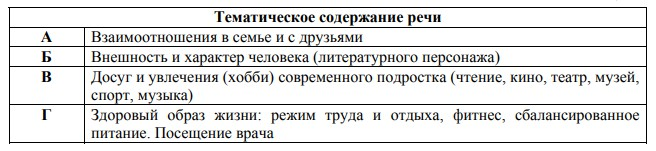 Тематическое содержание речи
А Взаимоотношения в семье и с друзьями
Б Внешность и характер человека (литературного персонажа)
В Досуг и увлечения (хобби) современного подростка (чтение, кино, театр, музей,
спорт, музыка)
Г Здоровый образ жизни: режим труда и отдыха, фитнес, сбалансированное
питание. Посещение врача